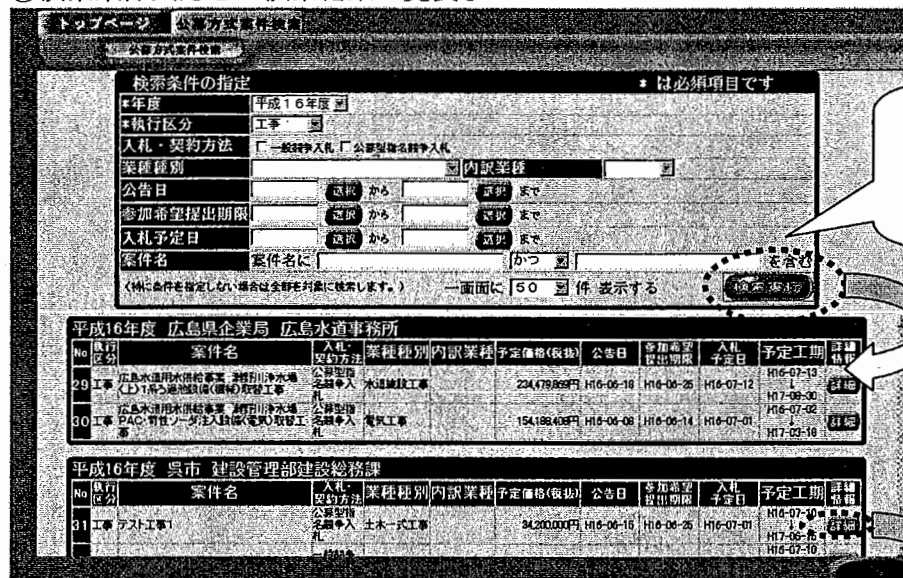 トップページ 公募方式案件検索
公募方式案件検索
検索条件の指定 * は必須項目です
*年度 平成16年度
*執行区分 工事
入札・契約方法 一般競争入札 公募型指名競争入札
業種種別 内訳業種
公告日 選択 から 選択 まで
参加希望提出期限 選択 から 選択 まで
入札予定日 選択 から 選択 まで
案件名 案件名に かつ を含む
(特に条件を指定しない場合は全部を対象に検索します。) 一画面に 50 件 表示する
平成16年度 広島県企業局 広島水道事務所
No 執行区分 案件名 入札・契約方法 業種種別 内訳業種 予定価格(税抜) 公告日 参加希望提出期限 入札予定日 予定工期 詳細情報
29 工事 公募型指名競争入札 水道施設工事 234,479,869円 H16-06-18 H16-06-25 H16-07-12 H16-07-13 ↓ H17-09-30 詳細
30 工事 公募型指名競争入札 電気工事 154,188,408円 H16-06-08 H16-06-14 H16-07-01 H16-07-02 ↓ H17-03-18 詳細
平成16年度 呉市 建設管理部建設総務課
No 執行区分 案件名 入札・契約方法 業種種別 内訳業種 予定価格(税抜) 公告日 参加希望提出期限 入札予定日 予定工期 詳細情報
31 工事 テスト工事1 公募型指名競争入札 土木一式工事 34,200,000円 H16-06-16 H16-06-25 H16-07-01 詳細